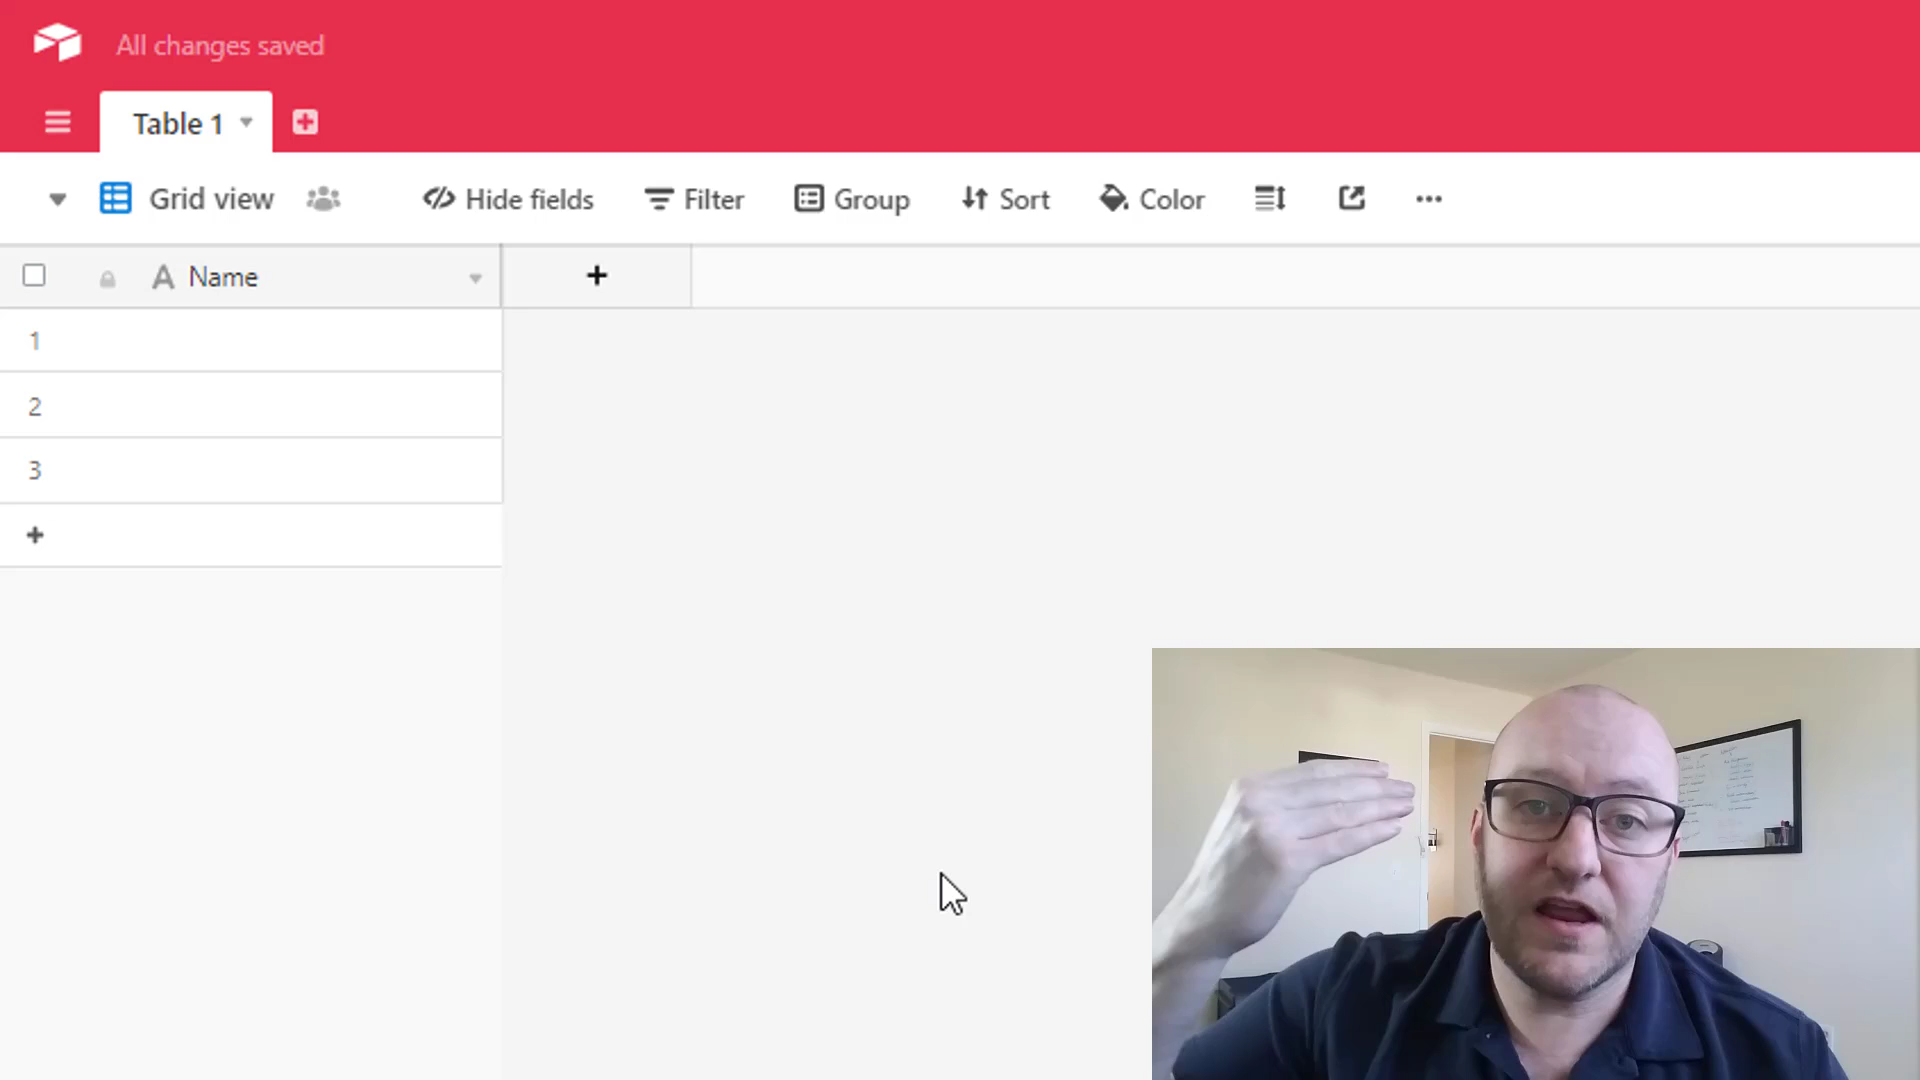 All changes saved
Table 1
Grid view Hide fields Filter Group Sort Color
Name
1
2
3